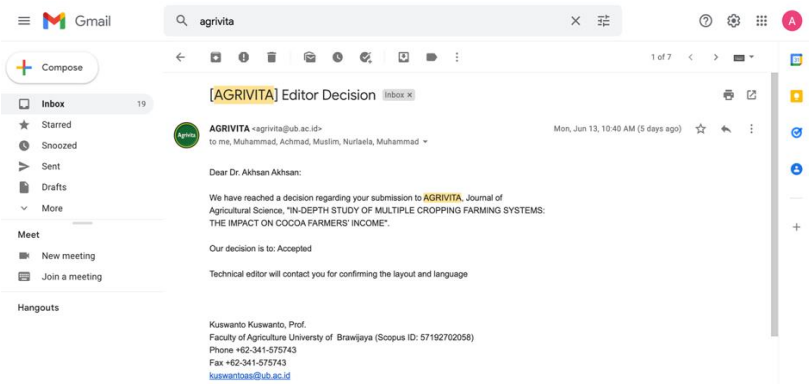 Gmail
agrivita
A
Compose
1 of 7
Inbox 19
Starred
Snoozed
Sent
Drafts
More
Meet
New meeting
Join a meeting
Hangouts
[AGRIVITA] Editor Decision Inbox ×
Agrivita
AGRIVITA <agrivita@ub.ac.id>
Mon, Jun 13, 10:40 AM (5 days ago)
to me, Muhammad, Achmad, Muslim, Nurlaela, Muhammad
Dear Dr. Akhsan Akhsan:
We have reached a decision regarding your submission to AGRIVITA, Journal of
Agricultural Science, "IN-DEPTH STUDY OF MULTIPLE CROPPING FARMING SYSTEMS:
THE IMPACT ON COCOA FARMERS' INCOME".
Our decision is to: Accepted
Technical editor will contact you for confirming the layout and language
Kuswanto Kuswanto, Prof.
Faculty of Agriculture Universty of Brawijaya (Scopus ID: 57192702058)
Phone +62-341-575743
Fax +62-341-575743
kuswantoas@ub.ac.id